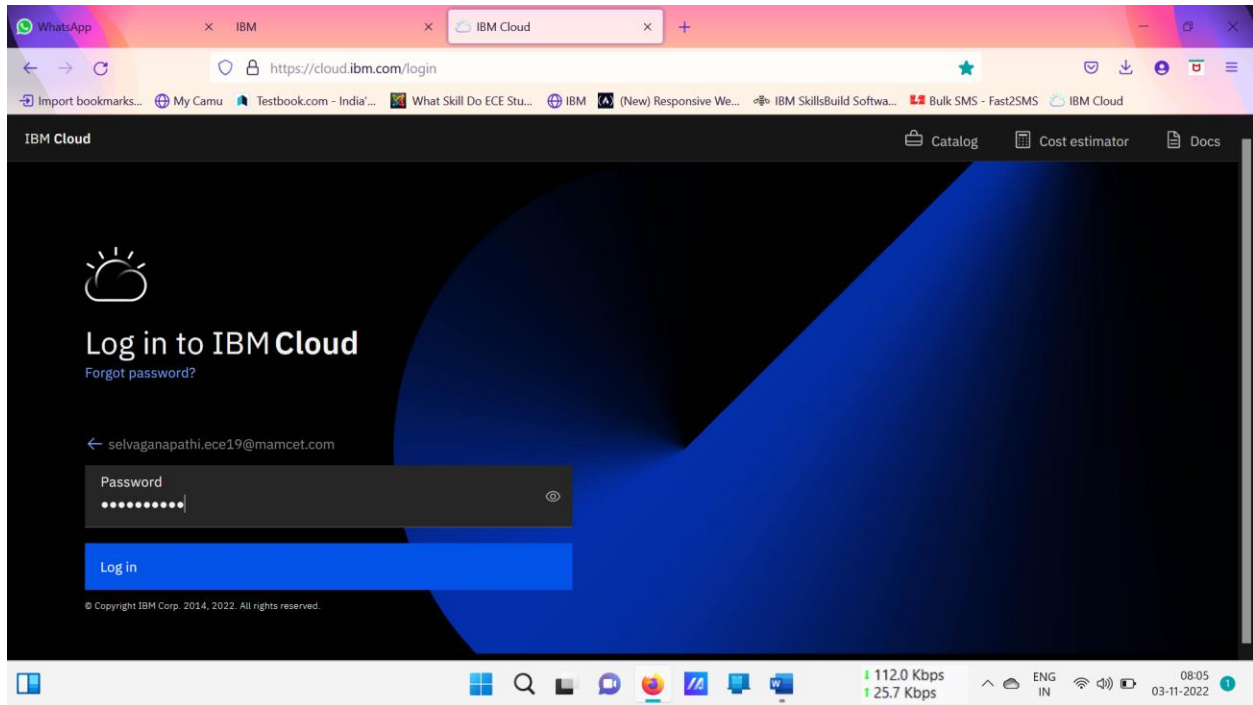 WhatsApp
IBM
IBM Cloud
https://cloud.ibm.com/login
Import bookmarks...
My Camu
Testbook.com - India'...
What Skill Do ECE Stu...
IBM
(New) Responsive We...
IBM SkillsBuild Softwa...
Bulk SMS - Fast2SMS
IBM Cloud
IBM Cloud
Catalog
Cost estimator
Docs
Log in to IBM Cloud
Forgot password?
← selvaganapathi.ece19@mamcet.com
Password
••••••••••
Log in
© Copyright IBM Corp. 2014, 2022. All rights reserved.
112.0 Kbps
25.7 Kbps
ENG
IN
08:05
03-11-2022
1